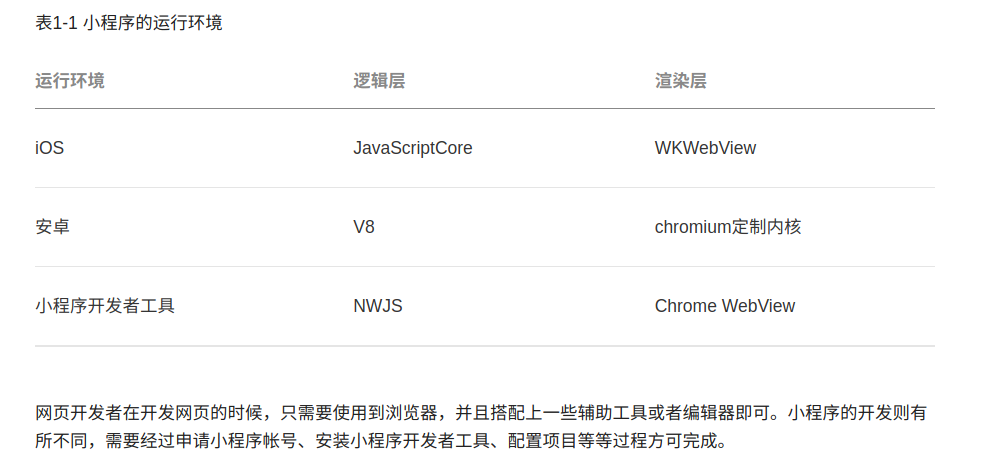 表1-1 小程序的运行环境
运行环境 逻辑层 渲染层
iOS JavaScriptCore WKWebView
安卓 V8 chromium定制内核
小程序开发者工具 NWJS Chrome WebView
网页开发者在开发网页的时候，只需要使用到浏览器，并且搭配上一些辅助工具或者编辑器即可。小程序的开发则有
所不同，需要经过申请小程序帐号、安装小程序开发者工具、配置项目等等过程方可完成。